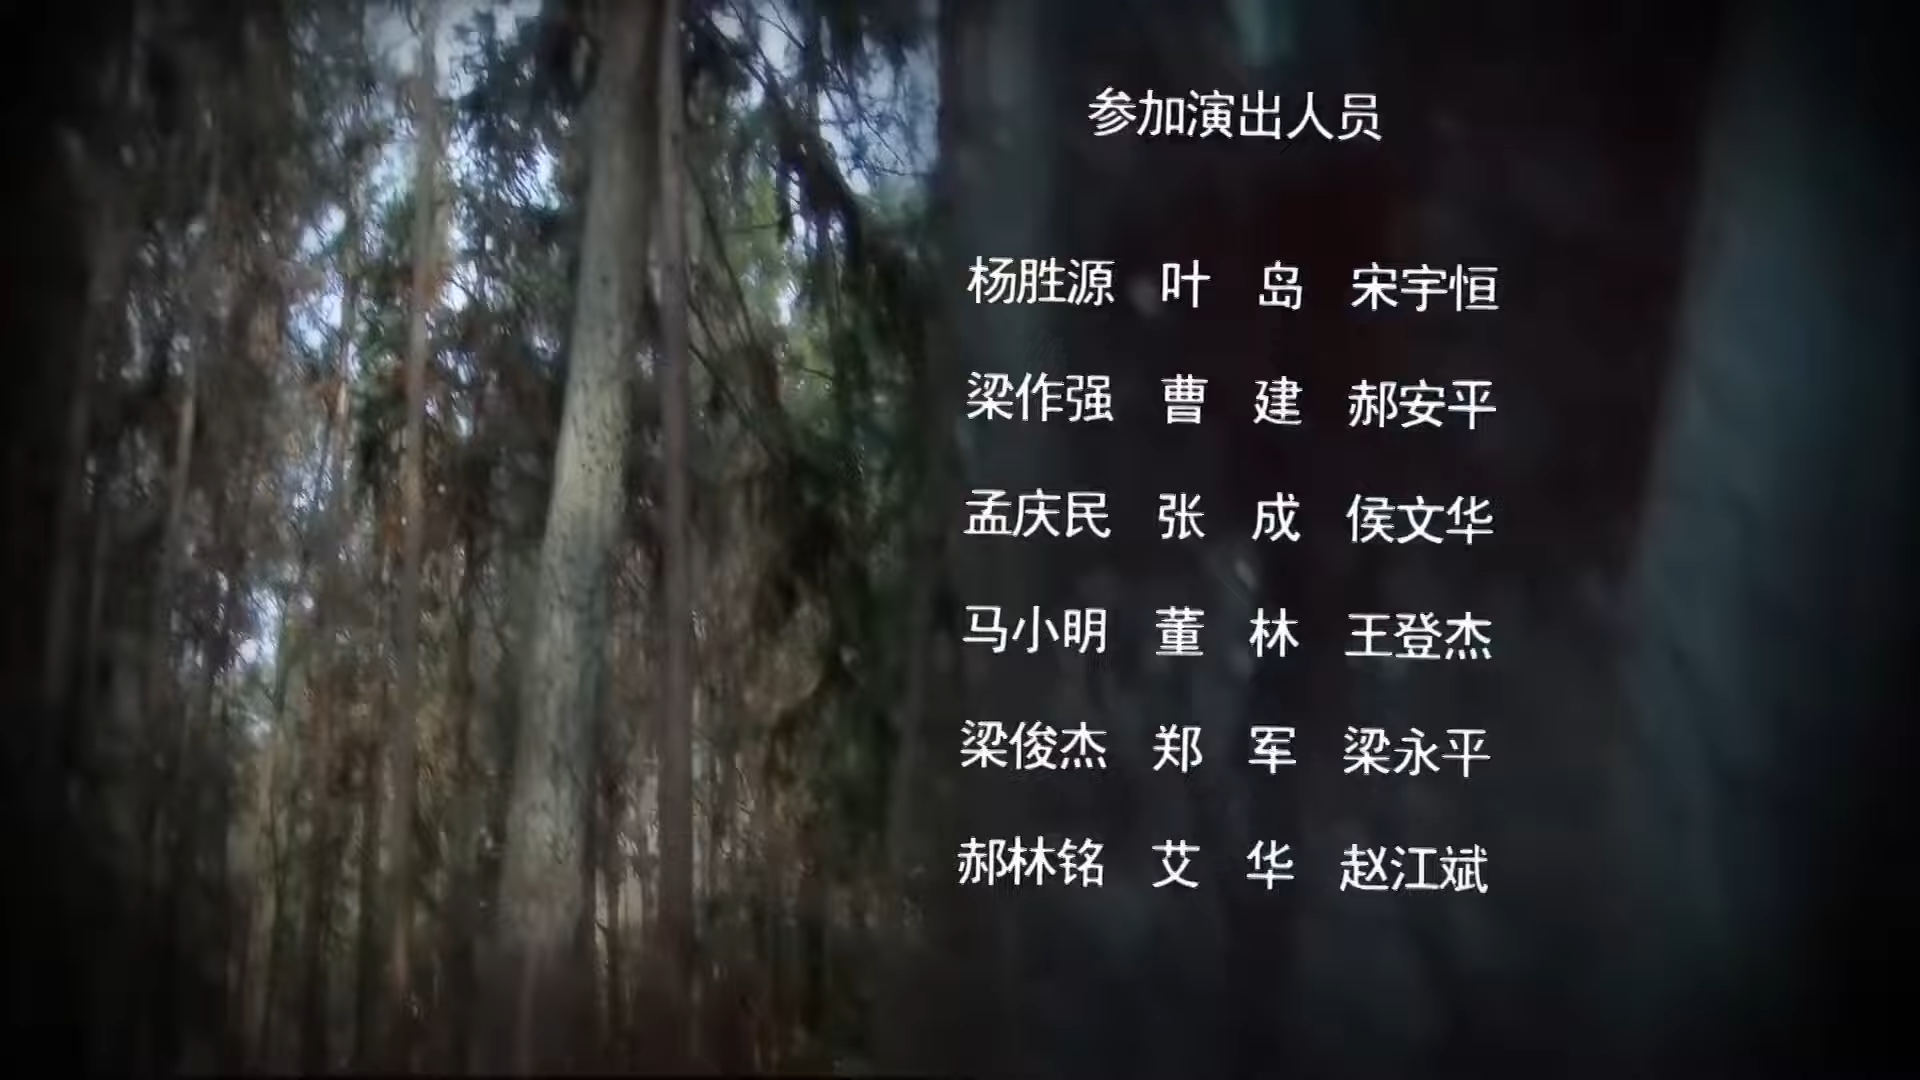 参加演出人员
杨胜源 叶 岛 宋宇恒
梁作强 曹 建 郝安平
孟庆民 张 成 侯文华
马小明 董 林 王登杰
梁俊杰 郑 军 梁永平
郝林铭 艾 华 赵江斌